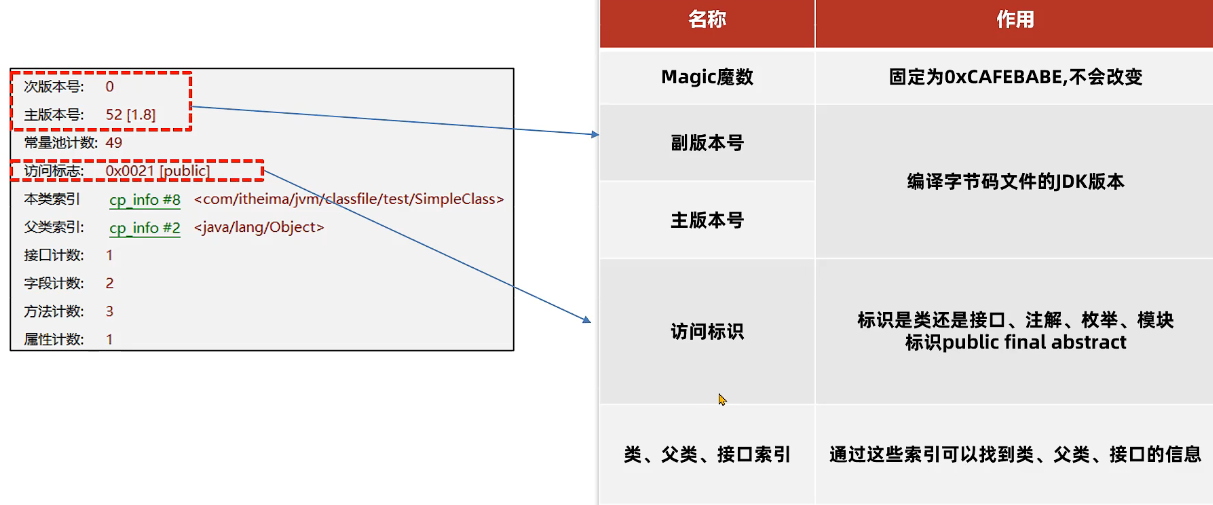 次版本号: 0
主版本号: 52 [1.8]
常量池计数: 49
访问标志: 0x0021 [public]
本类索引 cp_info #8 <com/itheima/jvm/classfile/test/SimpleClass>
父类索引: cp_info #2 <java/lang/Object>
接口计数: 1
字段计数: 2
方法计数: 3
属性计数: 1
名称 作用
Magic魔数 固定为0xCAFEBABE,不会改变
副版本号
主版本号
编译字节码文件的JDK版本
访问标识
标识是类还是接口、注解、枚举、模块
标识public final abstract
类、父类、接口索引 通过这些索引可以找到类、父类、接口的信息